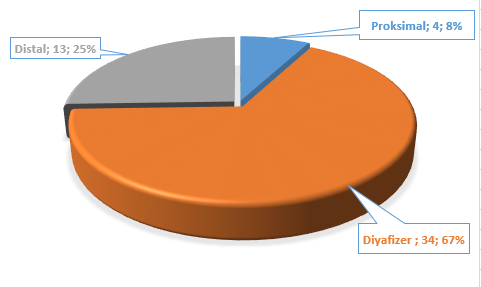 Proksimal; 4; 8%
Distal; 13; 25%
Diyafizer ; 34; 67%